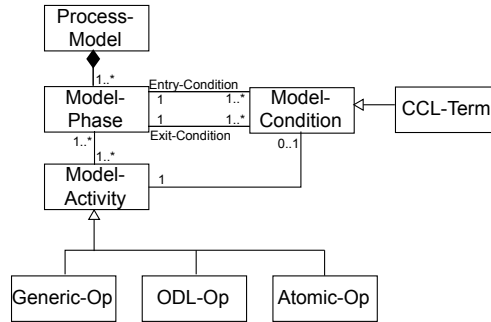 Process-
Model
1..*
Entry-Condition
Model-
Phase
1
1..*
Model-
Condition
CCL-Term
1
1..*
Exit-Condition
1..*
0..1
1..*
Model-
Activity
1
Generic-Op
ODL-Op
Atomic-Op